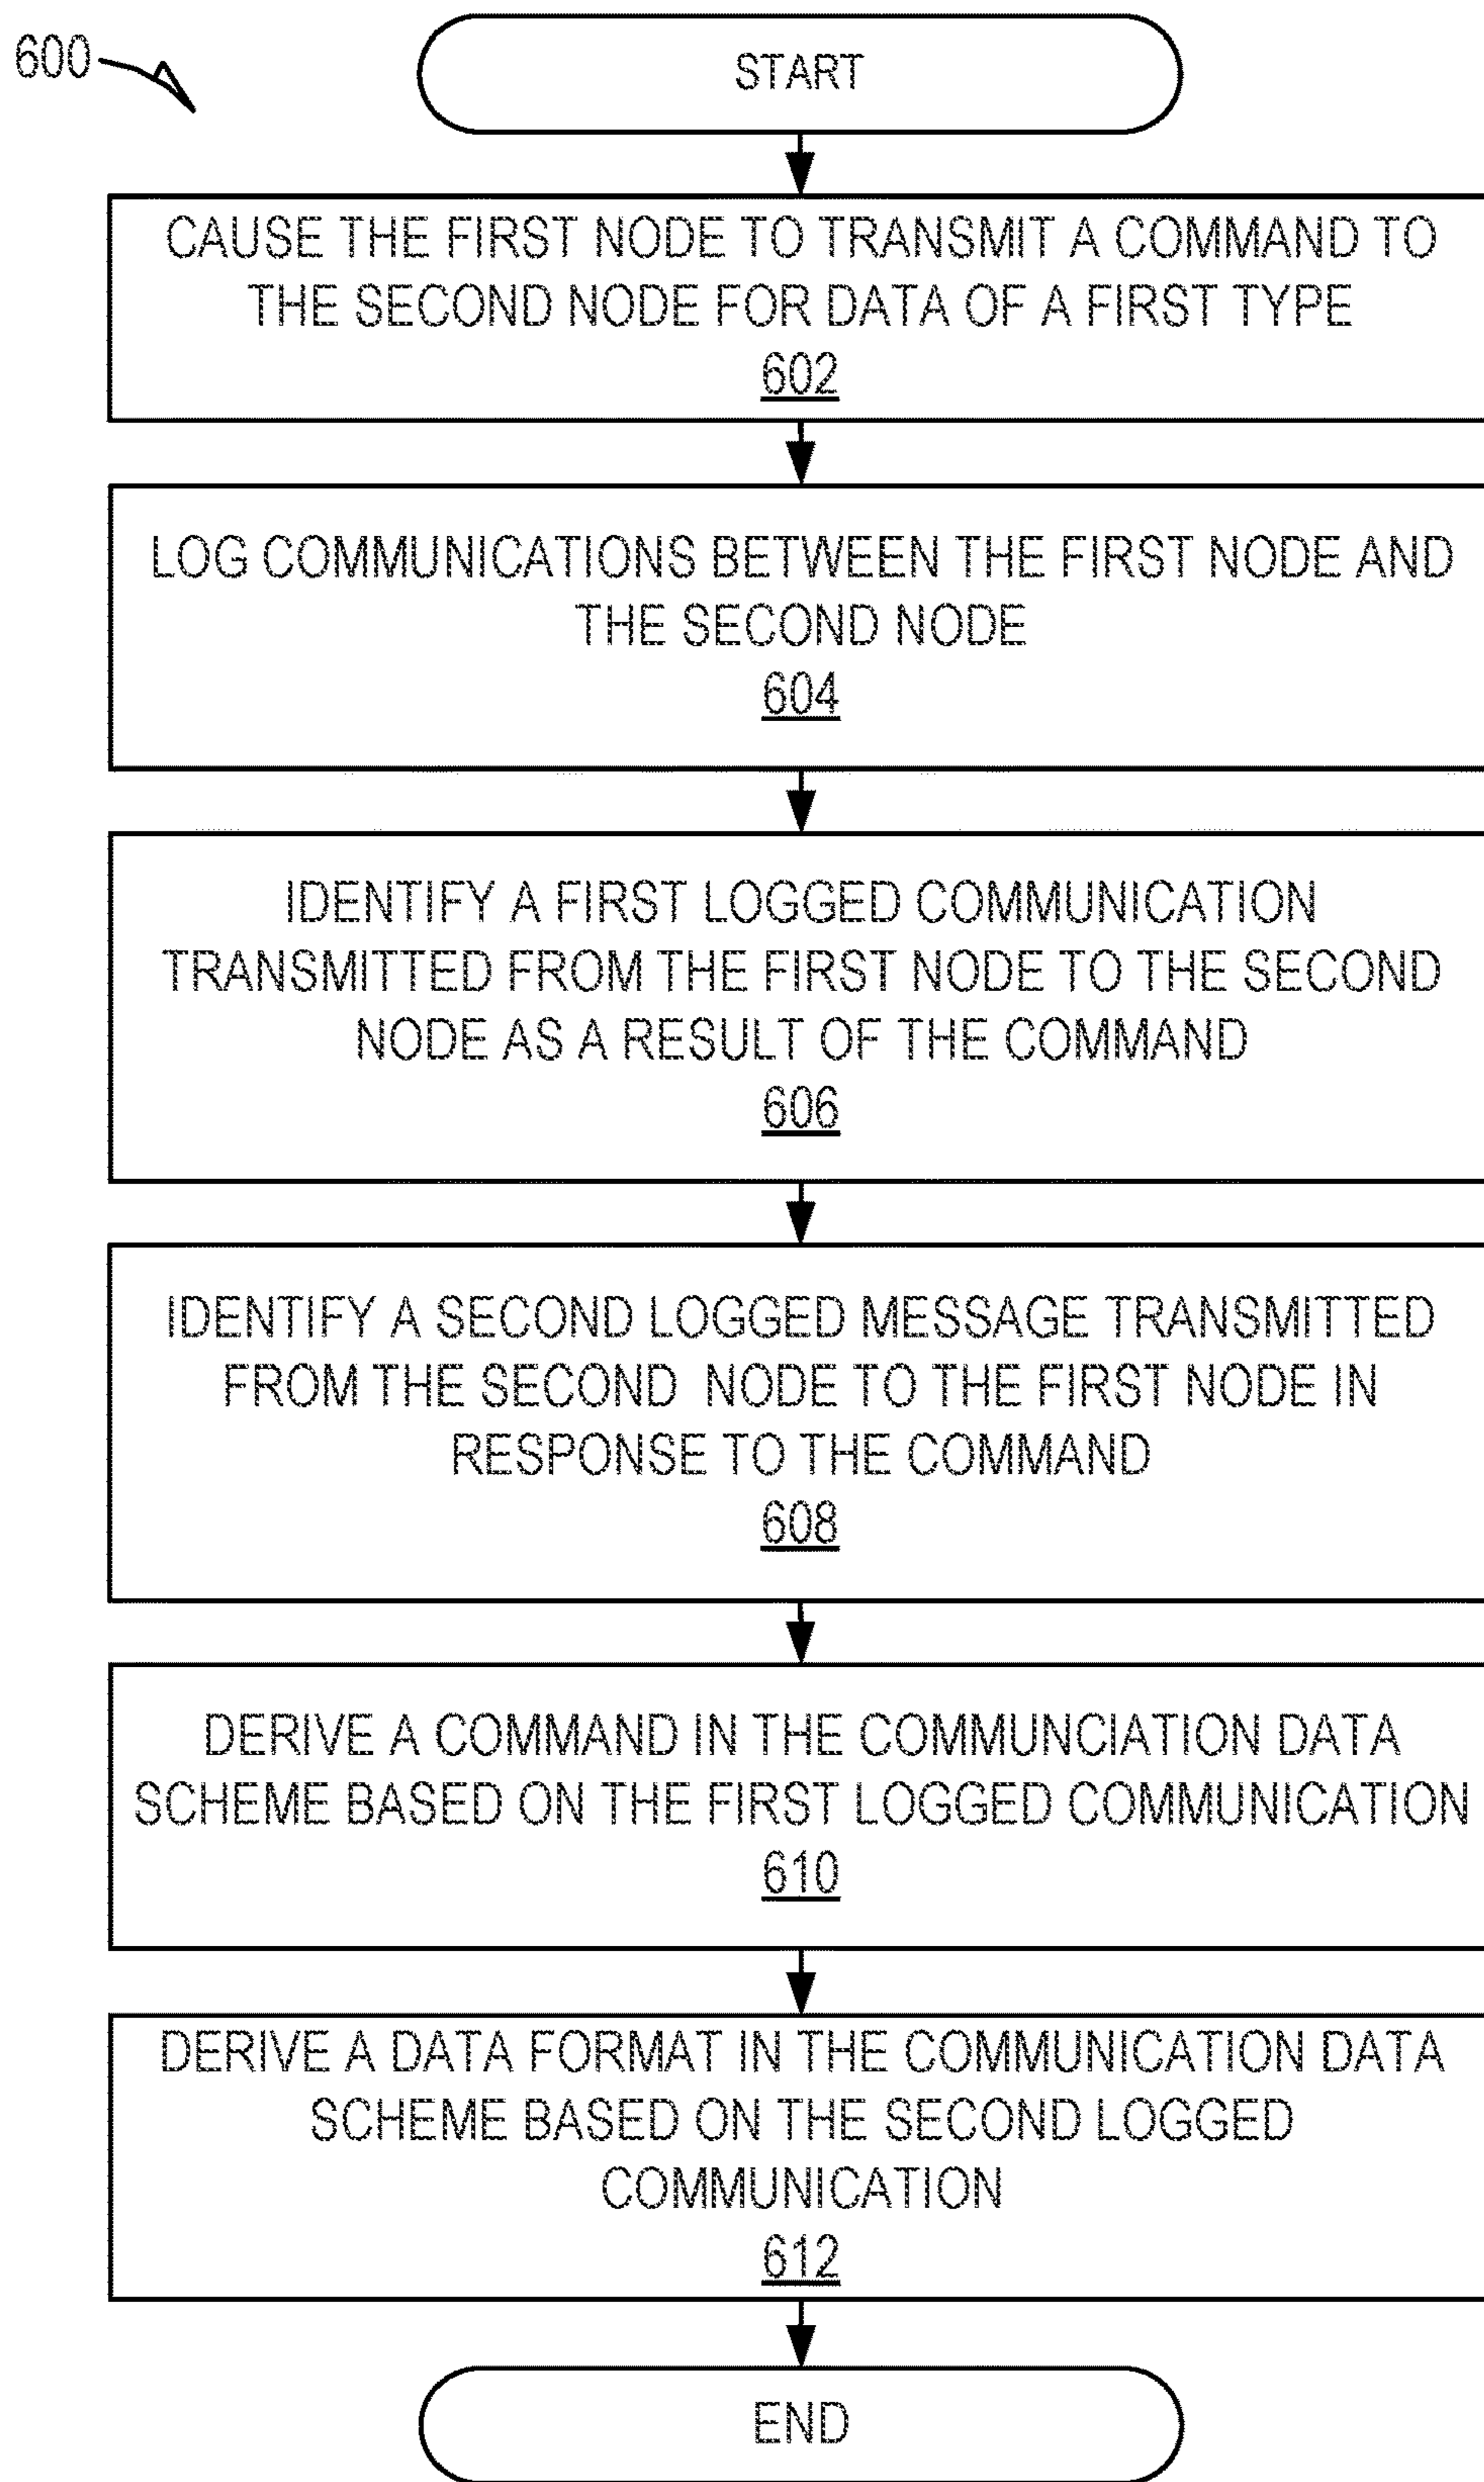 600
START
CAUSE THE FIRST NODE TO TRANSMIT A COMMAND TO
THE SECOND NODE FOR DATA OF A FIRST TYPE
602
LOG COMMUNICATIONS BETWEEN THE FIRST NODE AND
THE SECOND NODE
604
IDENTIFY A FIRST LOGGED COMMUNICATION
TRANSMITTED FROM THE FIRST NODE TO THE SECOND
NODE AS A RESULT OF THE COMMAND
606
IDENTIFY A SECOND LOGGED MESSAGE TRANSMITTED
FROM THE SECOND NODE TO THE FIRST NODE IN
RESPONSE TO THE COMMAND
608
DERIVE A COMMAND IN THE COMMUNCIATION DATA
SCHEME BASED ON THE FIRST LOGGED COMMUNICATION
610
DERIVE A DATA FORMAT IN THE COMMUNICATION DATA
SCHEME BASED ON THE SECOND LOGGED
COMMUNICATION
612
END